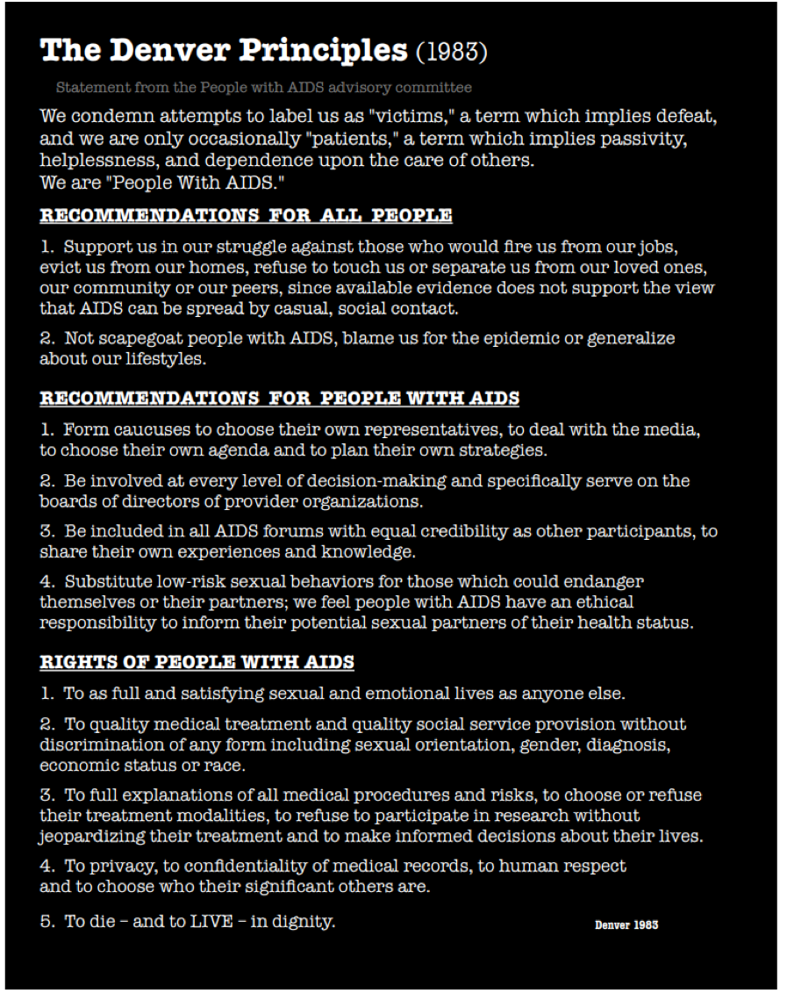 The Denver Principles (1983)
Statement from the People with AIDS advisory committee
We condemn attempts to label us as "victims," a term which implies defeat,
and we are only occasionally "patients," a term which implies passivity,
helplessness, and dependence upon the care of others.
We are "People With AIDS."
RECOMMENDATIONS FOR ALL PEOPLE
1. Support us in our struggle against those who would fire us from our jobs,
evict us from our homes, refuse to touch us or separate us from our loved ones,
our community or our peers, since available evidence does not support the view
that AIDS can be spread by casual, social contact.
2. Not scapegoat people with AIDS, blame us for the epidemic or generalize
about our lifestyles.
RECOMMENDATIONS FOR PEOPLE WITH AIDS
1. Form caucuses to choose their own representatives, to deal with the media,
to choose their own agenda and to plan their own strategies.
2. Be involved at every level of decision-making and specifically serve on the
boards of directors of provider organizations.
3. Be included in all AIDS forums with equal credibility as other participants, to
share their own experiences and knowledge.
4. Substitute low-risk sexual behaviors for those which could endanger
themselves or their partners; we feel people with AIDS have an ethical
responsibility to inform their potential sexual partners of their health status.
RIGHTS OF PEOPLE WITH AIDS
1. To as full and satisfying sexual and emotional lives as anyone else.
2. To quality medical treatment and quality social service provision without
discrimination of any form including sexual orientation, gender, diagnosis,
economic status or race.
3. To full explanations of all medical procedures and risks, to choose or refuse
their treatment modalities, to refuse to participate in research without
jeopardizing their treatment and to make informed decisions about their lives.
4. To privacy, to confidentiality of medical records, to human respect
and to choose who their significant others are.
5. To die – and to LIVE – in dignity.
Denver 1983